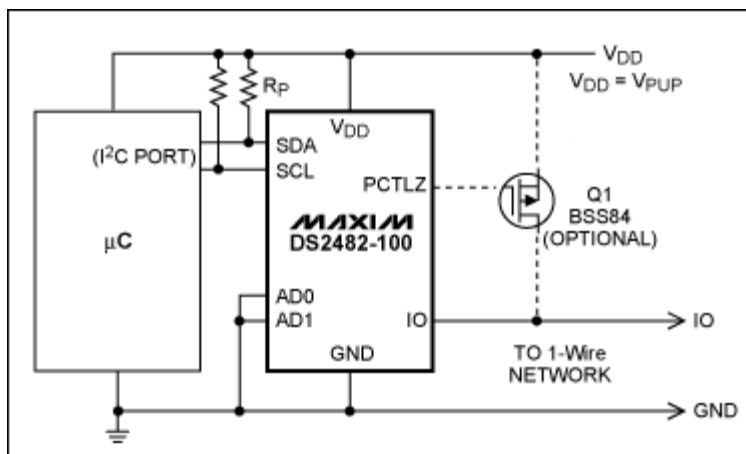 V_DD
V_DD = V_PUP
R_P
(I²C PORT)
SDA
SCL
V_DD
PCTLZ
Q1
BSS84
(OPTIONAL)
µC
MAXIM
DS2482-100
AD0
AD1
IO
IO
GND
TO 1-Wire
NETWORK
GND